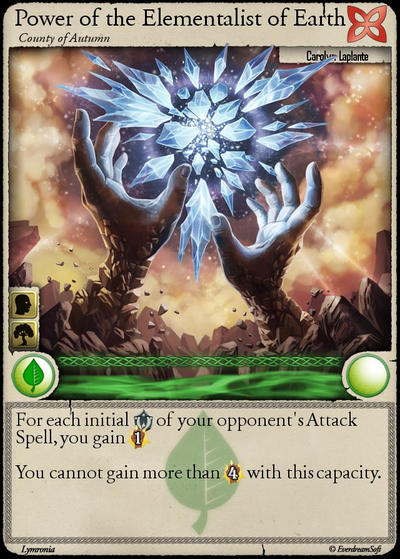 Power of the Elementalist of Earth
County of Autumn
Carolyn Laplante
For each initial of your opponent's Attack
Spell, you gain 1
You cannot gain more than 4 with this capacity.
Lymronia
© EverdreamSoft